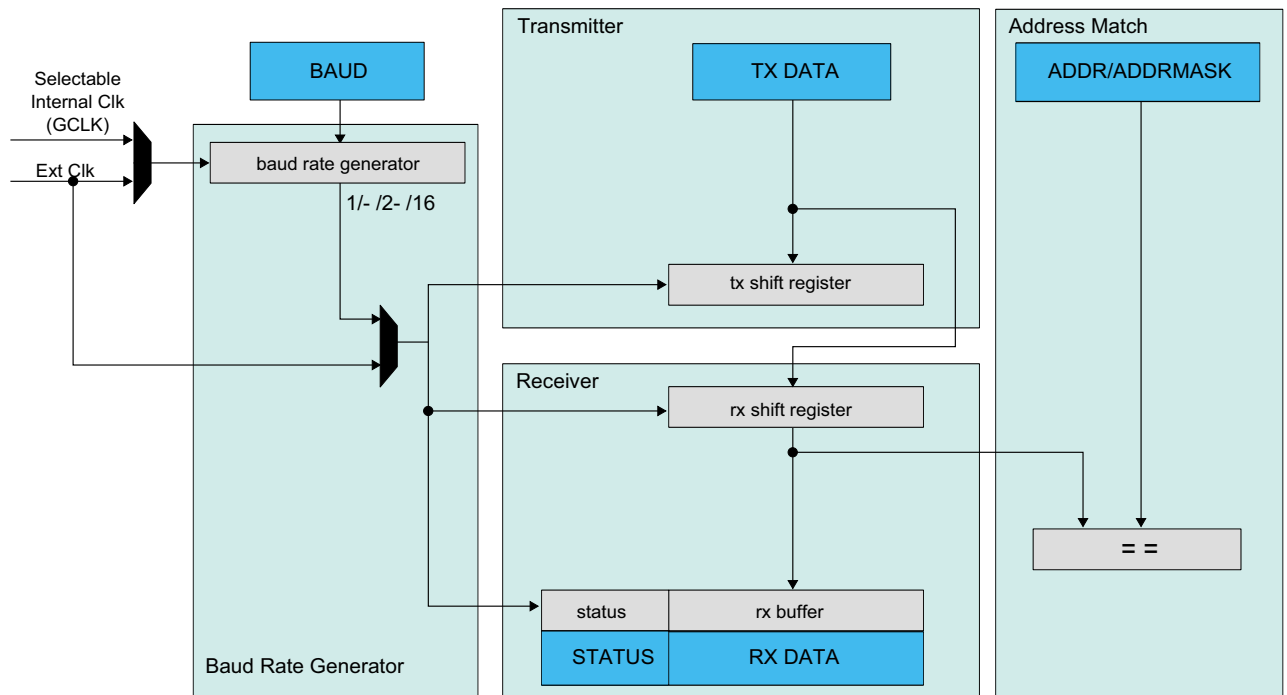 Transmitter
Address Match
BAUD
TX DATA
ADDR/ADDRMASK
Selectable
Internal Clk
(GCLK)
Ext Clk
baud rate generator
1/- /2- /16
tx shift register
Receiver
rx shift register
= =
status
rx buffer
STATUS
RX DATA
Baud Rate Generator